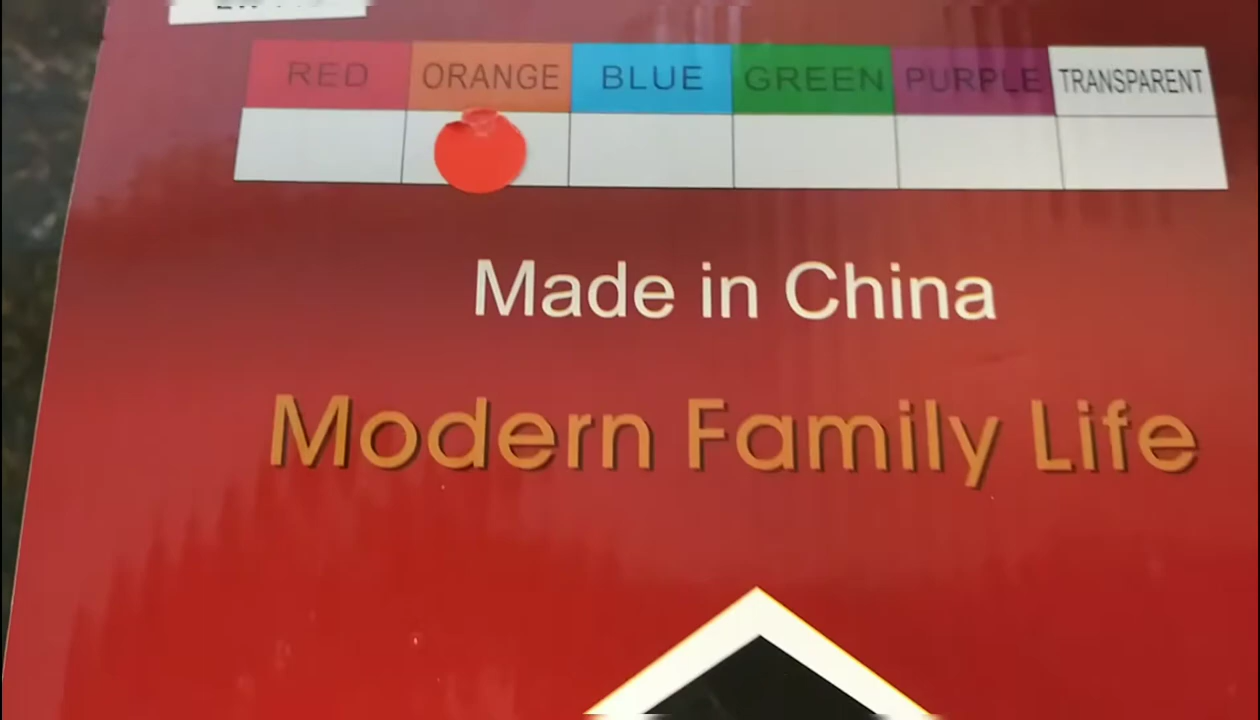 RED ORANGE BLUE GREEN PURPLE TRANSPARENT
Made in China
Modern Family Life